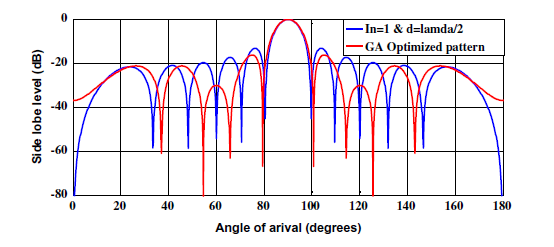 In=1 & d=lamda/2
GA Optimized pattern
Side lobe level (dB)
0
-20
-40
-60
-80
0 20 40 60 80 100 120 140 160 180
Angle of arival (degrees)